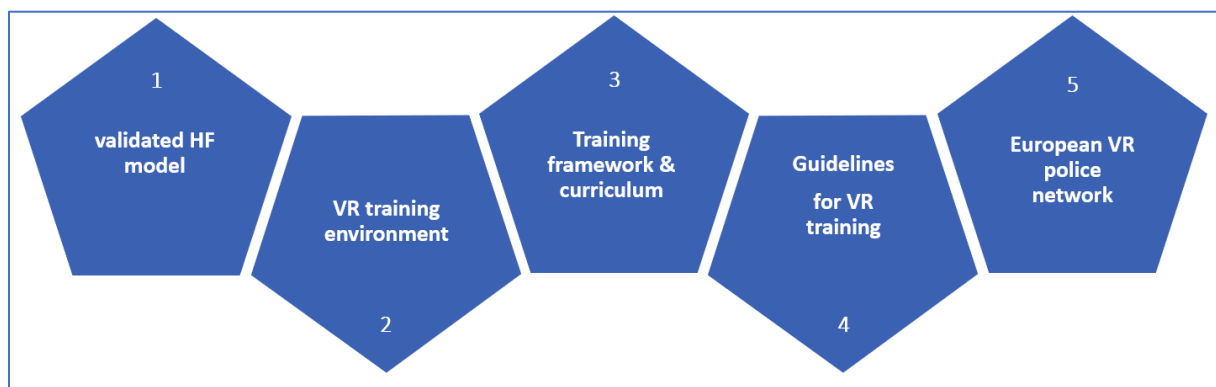 1
validated HF
model
VR training
environment
2
3
Training
framework &
curriculum
Guidelines
for VR
training
4
5
European VR
police
network